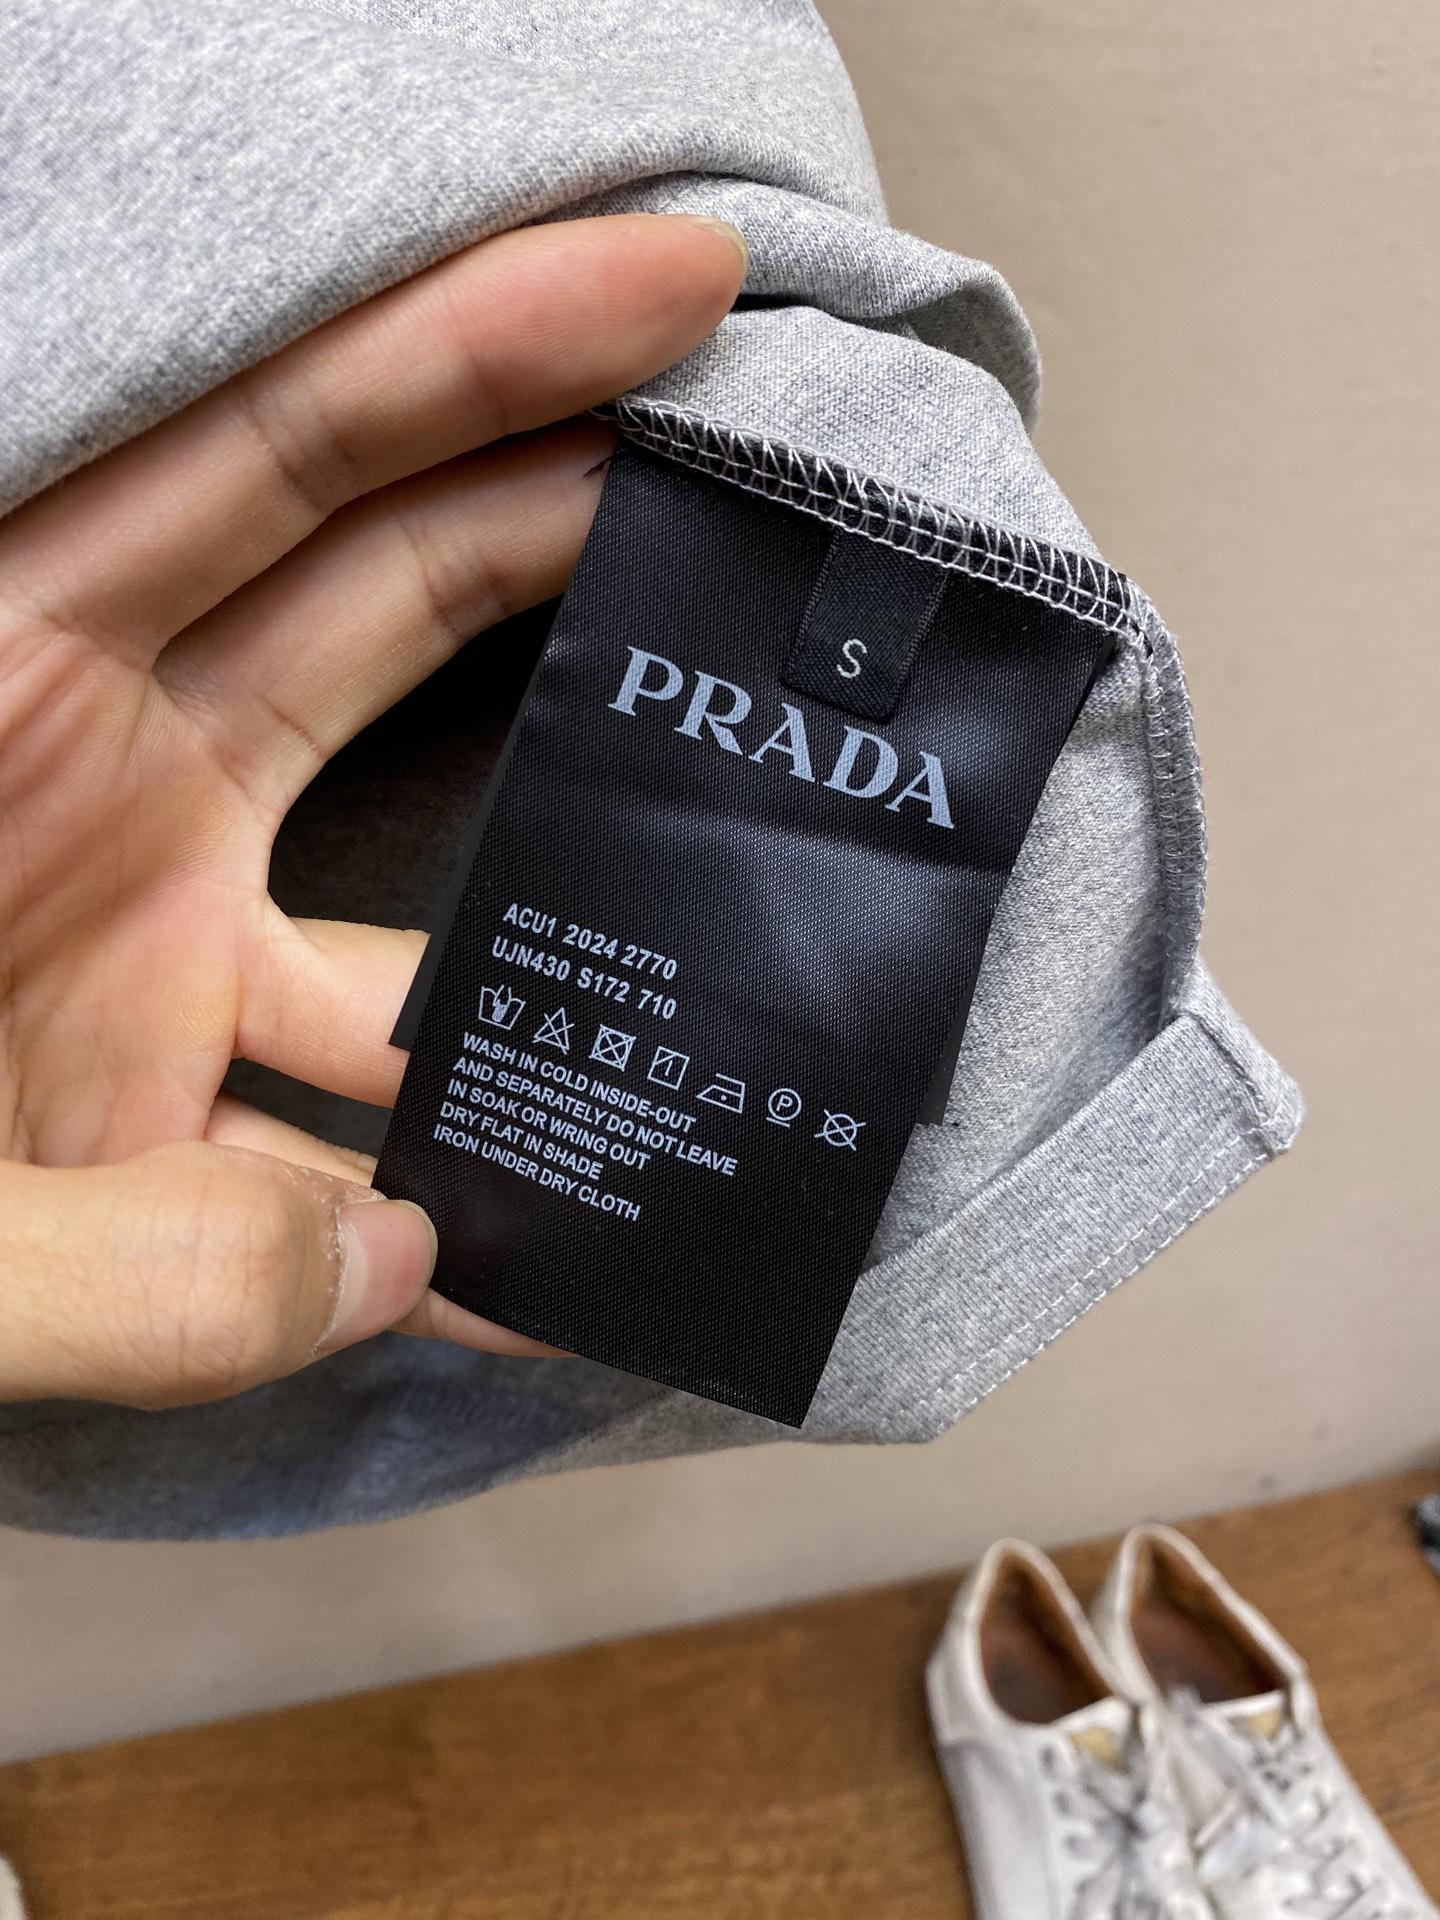 S
PRADA
ACU1 2024 2770
UJN430 S172 710
P
WASH IN COLD INSIDE-OUT
AND SEPARATELY DO NOT LEAVE
IN SOAK OR WRING OUT
DRY FLAT IN SHADE
IRON UNDER DRY CLOTH